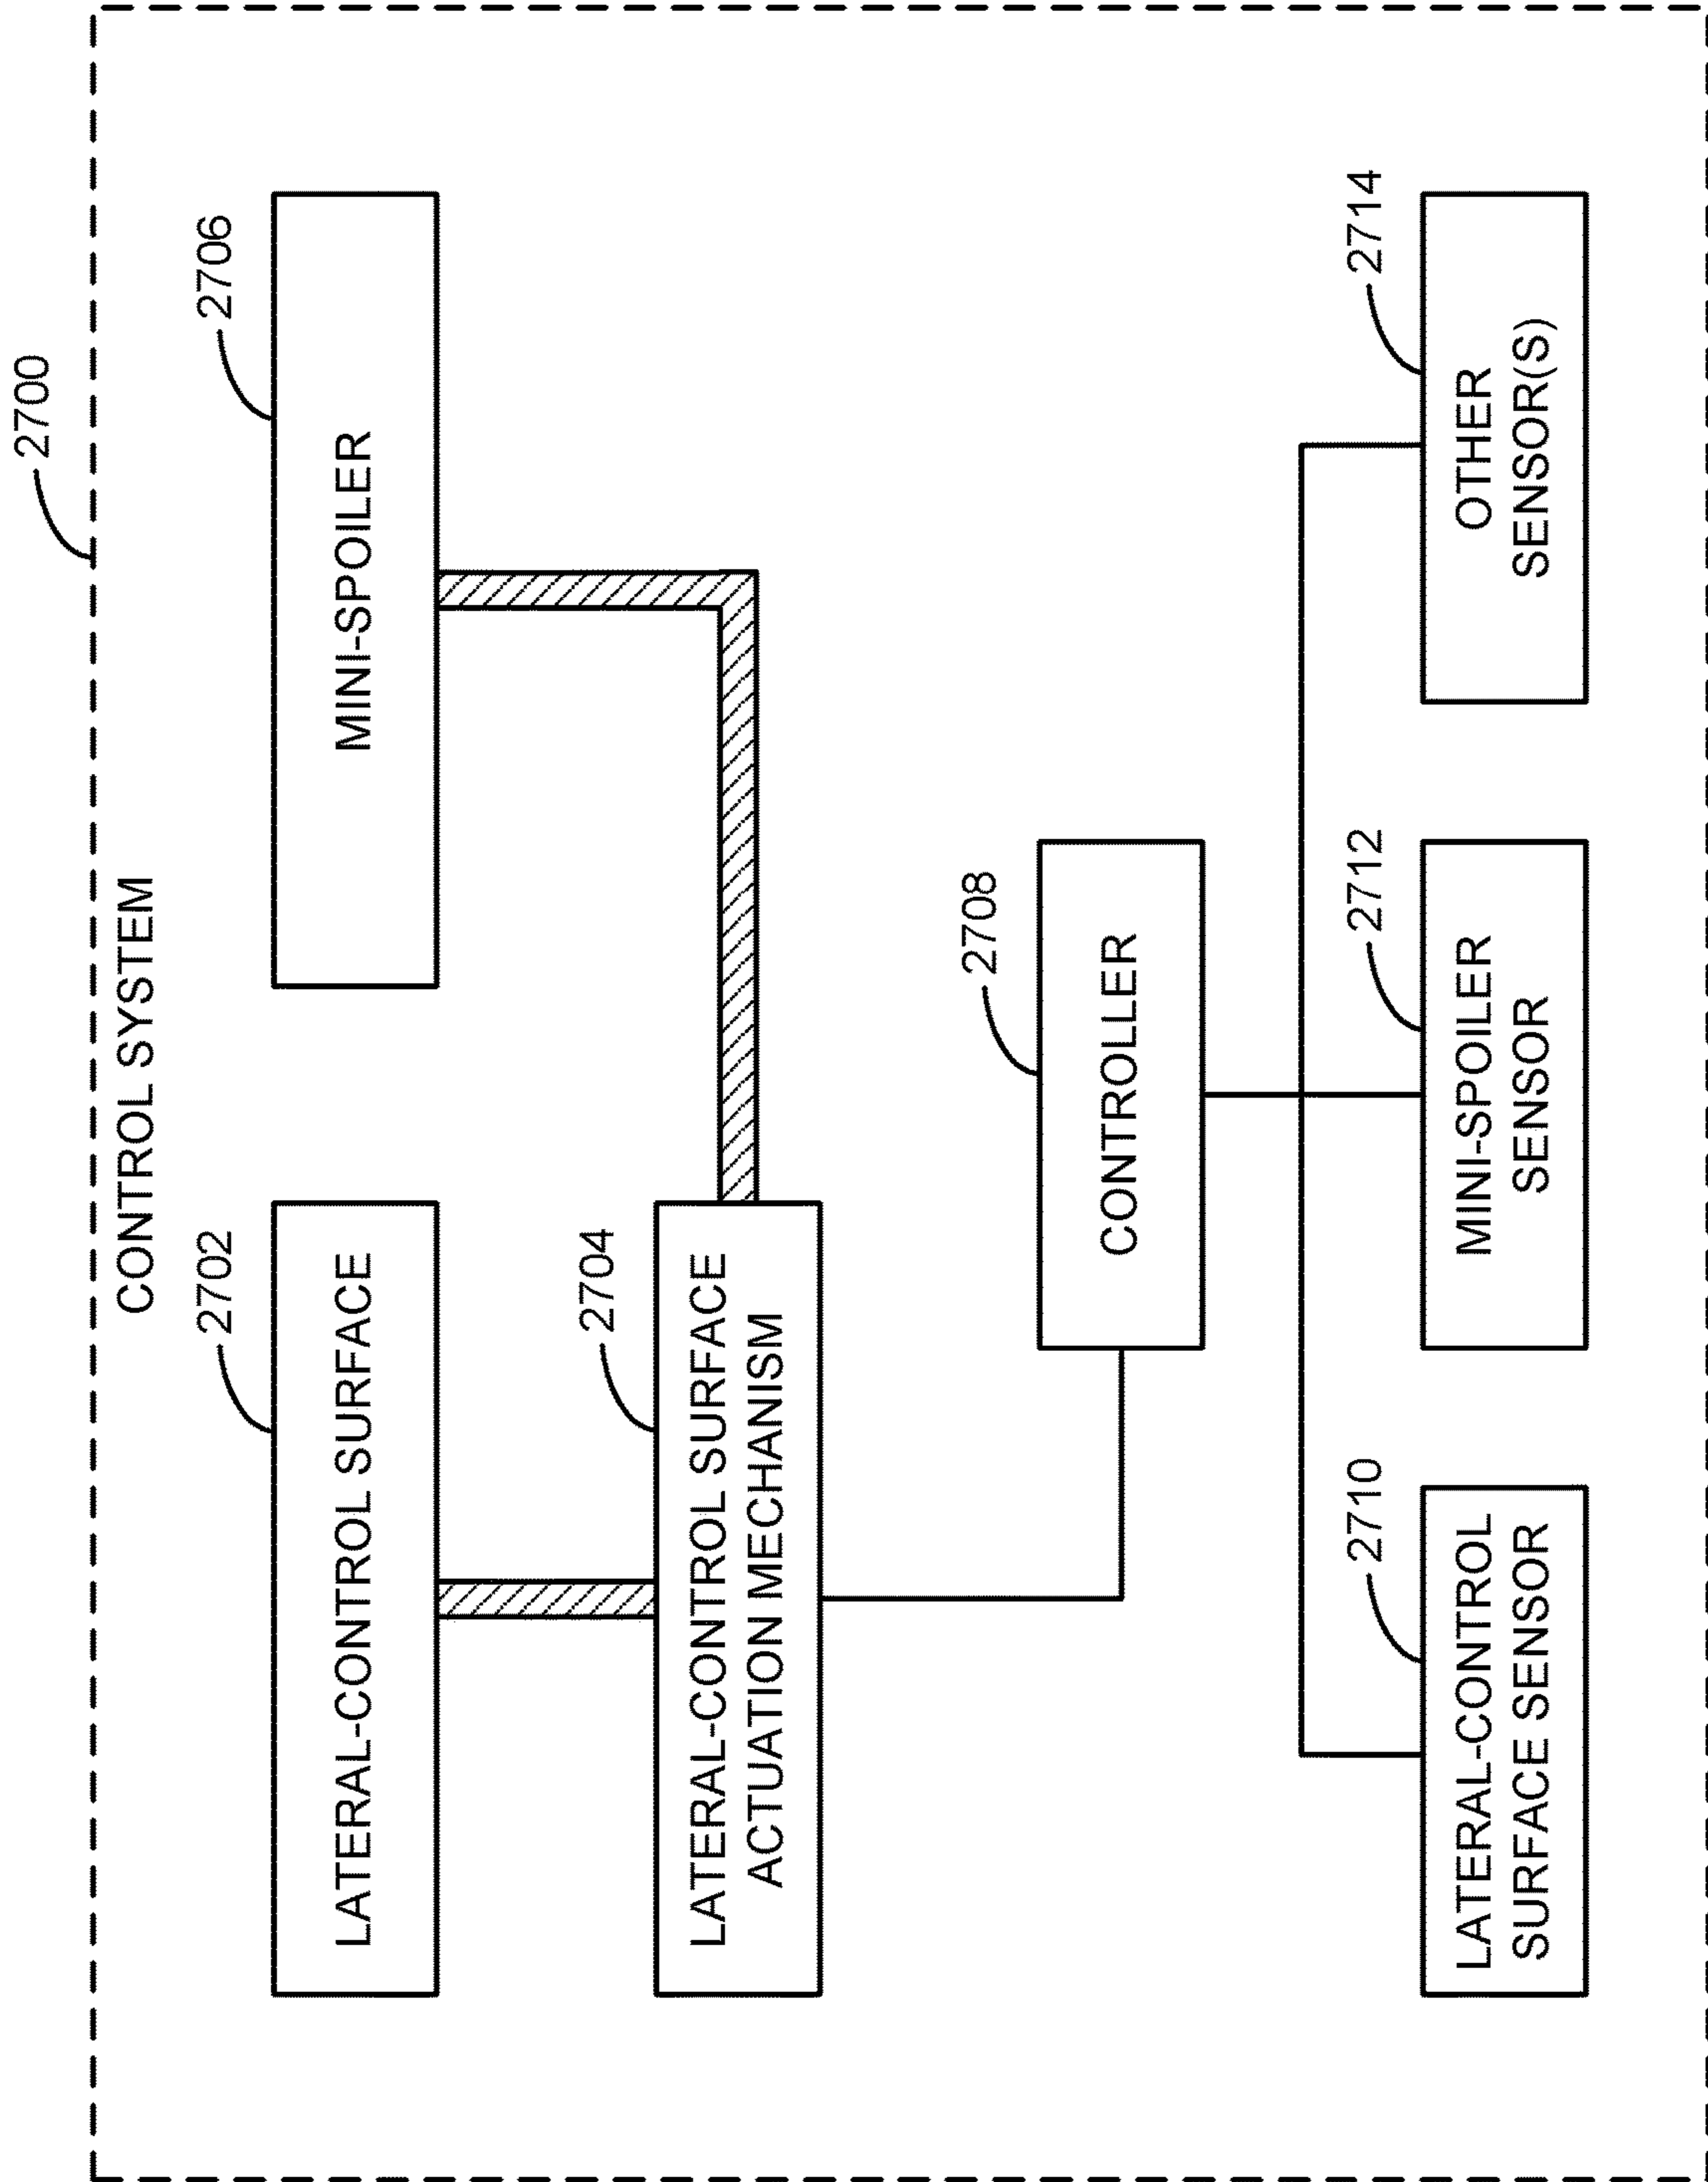 2700
CONTROL SYSTEM
2702
LATERAL-CONTROL SURFACE
2706
MINI-SPOILER
2704
LATERAL-CONTROL SURFACE
ACTUATION MECHANISM
2708
CONTROLLER
2710
LATERAL-CONTROL
SURFACE SENSOR
2712
MINI-SPOILER
SENSOR
2714
OTHER
SENSOR(S)